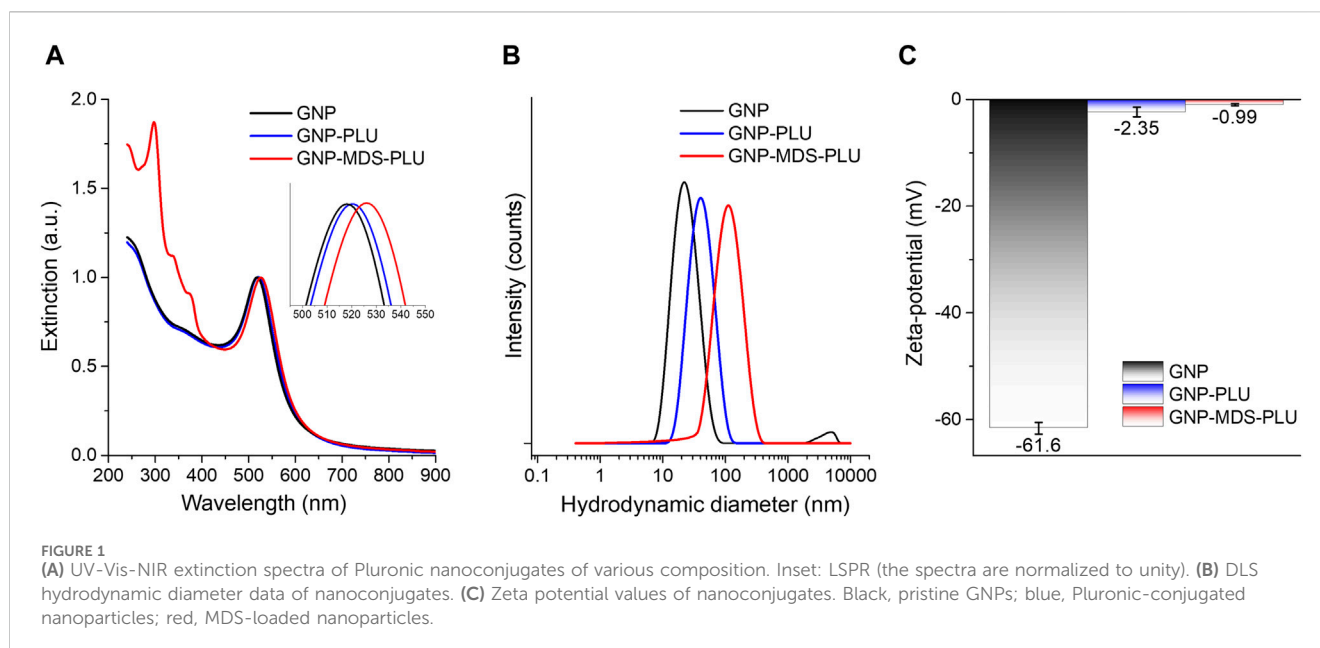 A
B
C
GNP
GNP-PLU
GNP-MDS-PLU
2.0
1.5
1.0
0.5
0.0
Extinction (a.u.)
500 510 520 530 540 550
200 300 400 500 600 700 800 900
Wavelength (nm)
GNP
GNP-PLU
GNP-MDS-PLU
Intensity (counts)
0.1 1 10 100 1000 10000
Hydrodynamic diameter (nm)
0
-20
-40
-60
Zeta-potential (mV)
-2.35
-0.99
-61.6
GNP
GNP-PLU
GNP-MDS-PLU
FIGURE 1
(A) UV-Vis-NIR extinction spectra of Pluronic nanoconjugates of various composition. Inset: LSPR (the spectra are normalized to unity). (B) DLS
hydrodynamic diameter data of nanoconjugates. (C) Zeta potential values of nanoconjugates. Black, pristine GNPs; blue, Pluronic-conjugated
nanoparticles; red, MDS-loaded nanoparticles.